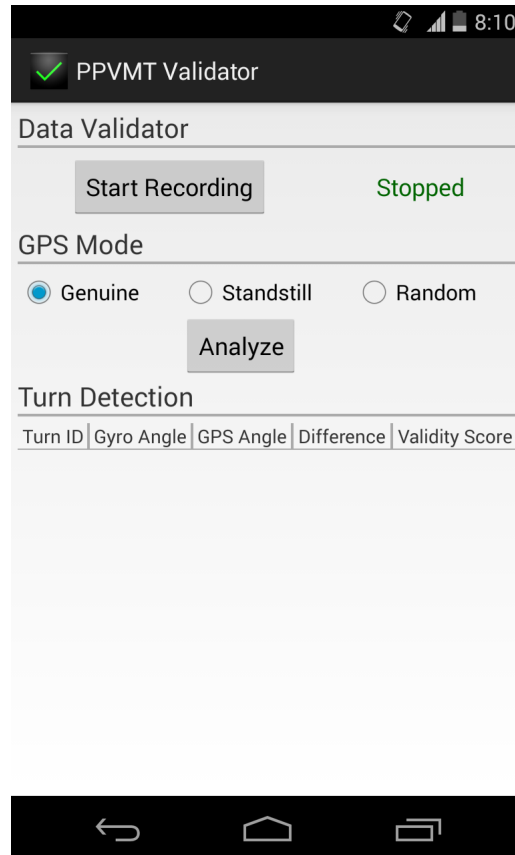 8:10
PPVMT Validator
Data Validator
Start Recording Stopped
GPS Mode
Genuine Standstill Random
Analyze
Turn Detection
Turn ID Gyro Angle GPS Angle Difference Validity Score